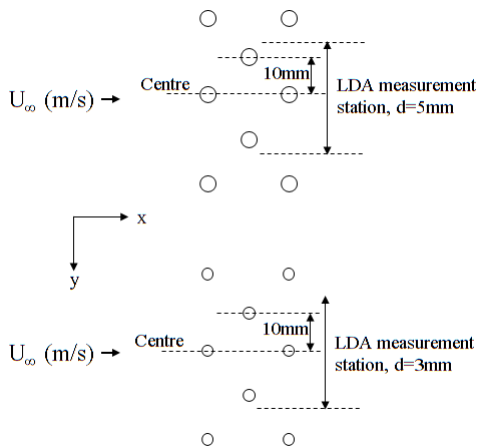 10mm
Centre
U∞ (m/s)
LDA measurement
station, d=5mm
x
y
10mm
Centre
U∞ (m/s)
LDA measurement
station, d=3mm